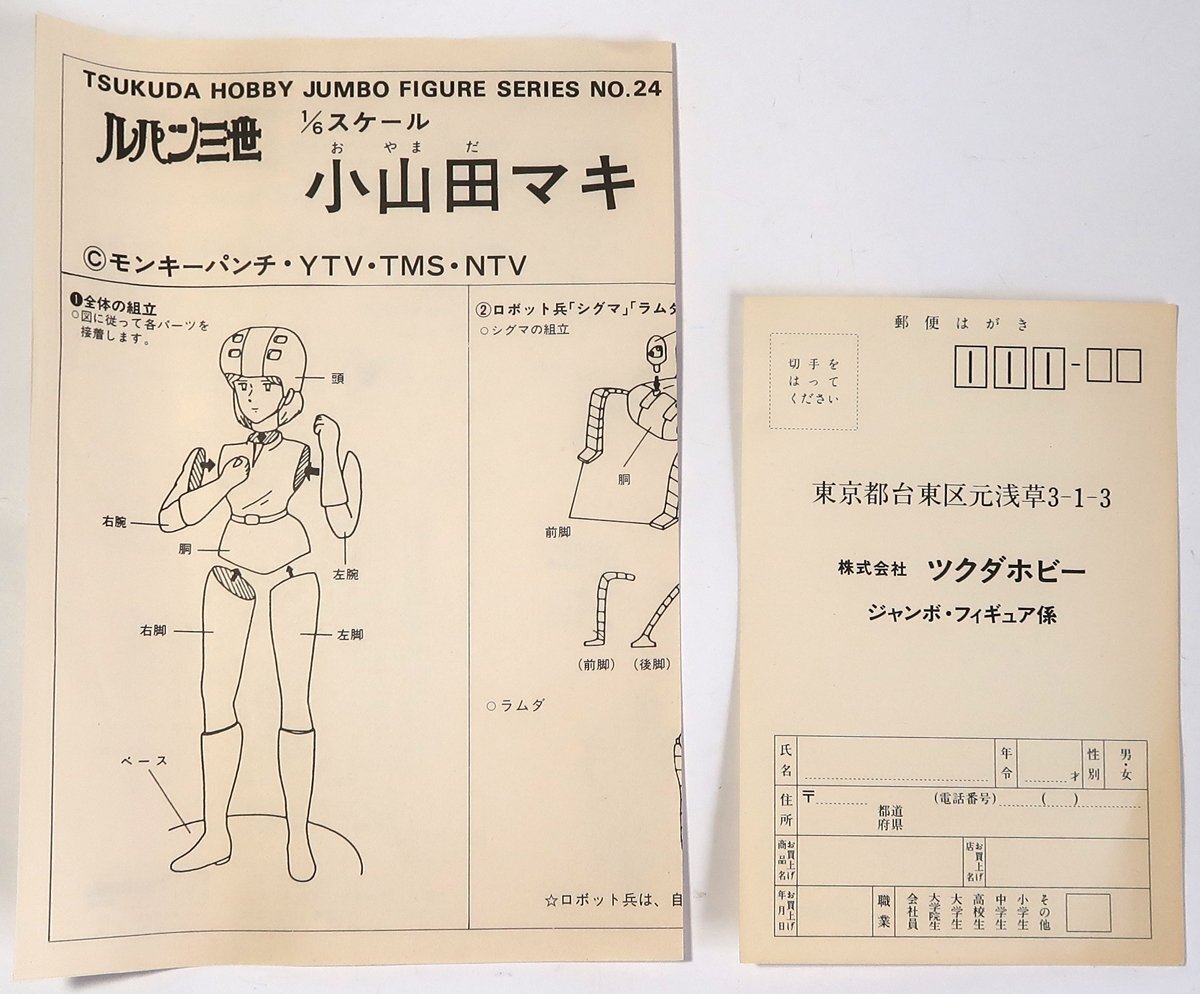 TSUKUDA HOBBY JUMBO FIGURE SERIES NO.24
ルパン三世
1/6スケール
おやまだ
小山田マキ
©モンキーパンチ・YTV・TMS・NTV
❶全体の組立
○図に従って各パーツを
接着します。
頭
右腕
胴
左腕
右脚
左脚
ベース
②ロボット兵「シグマ」「ラムダ
○シグマの組立
胴
前脚
(前脚) (後脚)
○ラムダ
☆ロボット兵は、自
郵便はがき
切手を
はって
ください
111-□□
東京都台東区元浅草3-1-3
株式会社 ツクダホビー
ジャンボ・フィギュア係
氏名
年令
才
性別
男・女
住所
〒
都道
府県
(電話番号) ( )
お買上げ
商品名
お買上げ
店名
お買上げ
年月日
職業
会社員
大学院生
大学生
高校生
中学生
小学生
その他